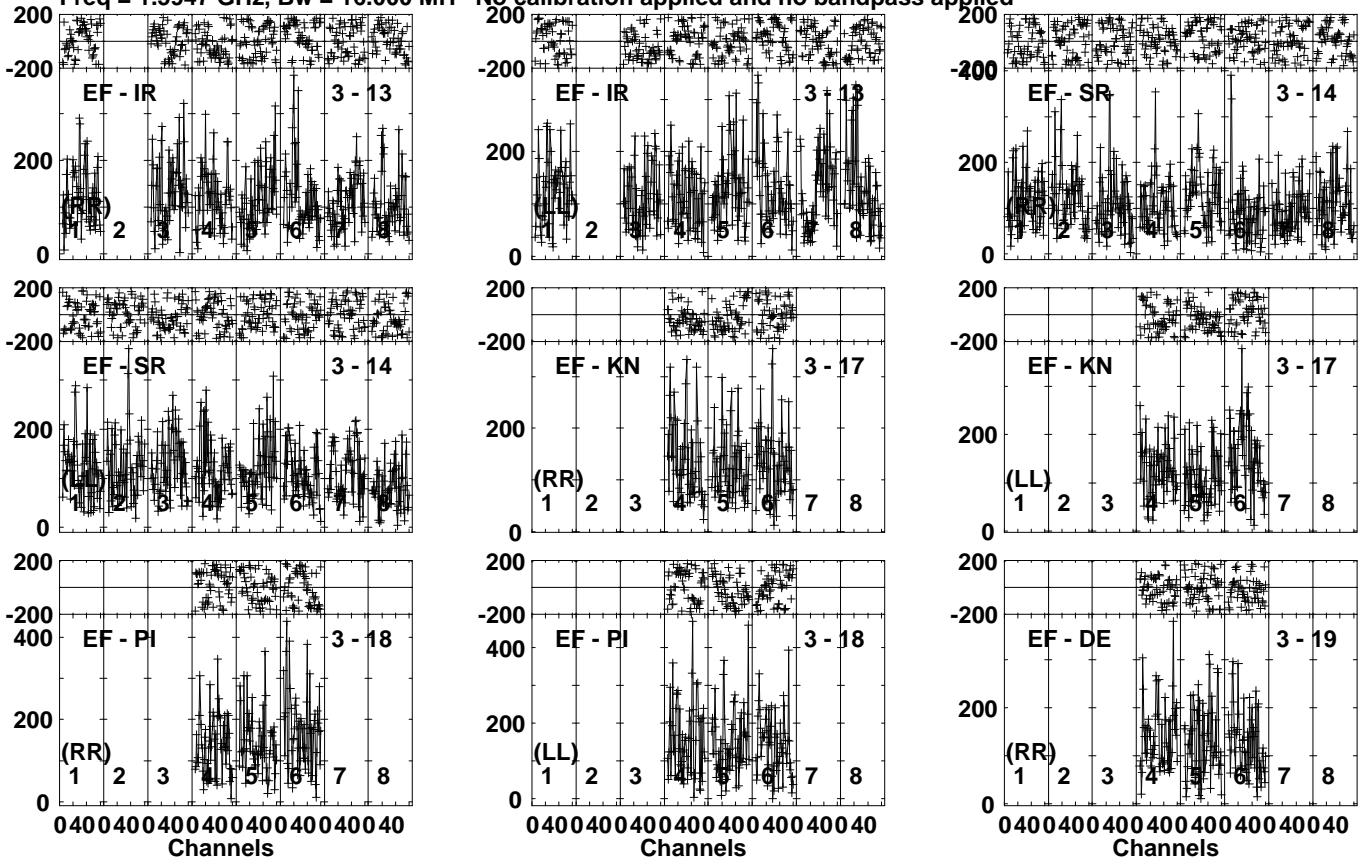 Freq = 1.5947 GHz, Bw = 16.000 MH No calibration applied and no bandpass applied
200 200 200
-200 -200 -200
400
EF - IR 3 - 13 EF - IR 3 - 13 EF - SR 3 - 14
200 200 200
(RR) (LL) (RR)
1 2 3 4 5 6 7 8 1 2 3 4 5 6 7 8 1 2 3 4 5 6 7 8
0 0 0
200 200 200
-200 -200 -200
EF - SR 3 - 14 EF - KN 3 - 17 EF - KN 3 - 17
200 200 200
(LL) (RR) (LL)
1 2 3 4 5 6 7 8 1 2 3 4 5 6 7 8 1 2 3 4 5 6 7 8
0 0 0
200 200 200
-200 -200 -200
400 EF - PI 3 - 18 400 EF - PI 3 - 18 EF - DE 3 - 19
200 200 200
(RR) (LL) (RR)
1 2 3 4 5 6 7 8 1 2 3 4 5 6 7 8 1 2 3 4 5 6 7 8
0 0 0
0 40 0 40 0 40 0 40 0 40 0 40 0 40 0 40 0 40 0 40 0 40 0 40 0 40 0 40 0 40 0 40 0 40 0 40 0 40 0 40 0 40 0 40 0 40 0 40
Channels Channels Channels